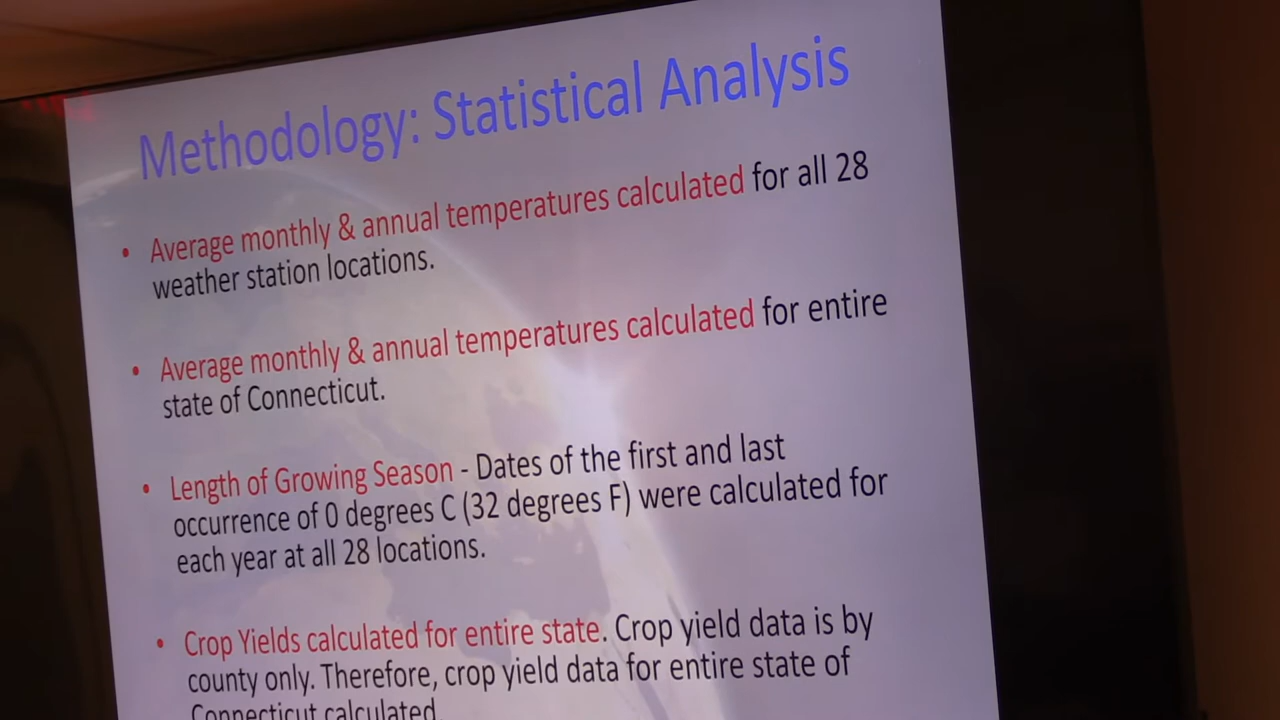 Methodology: Statistical Analysis
• Average monthly & annual temperatures calculated for all 28
weather station locations.
• Average monthly & annual temperatures calculated for entire
state of Connecticut.
• Length of Growing Season - Dates of the first and last
occurrence of 0 degrees C (32 degrees F) were calculated for
each year at all 28 locations.
• Crop Yields calculated for entire state. Crop yield data is by
county only. Therefore, crop yield data for entire state of
Connecticut calculated